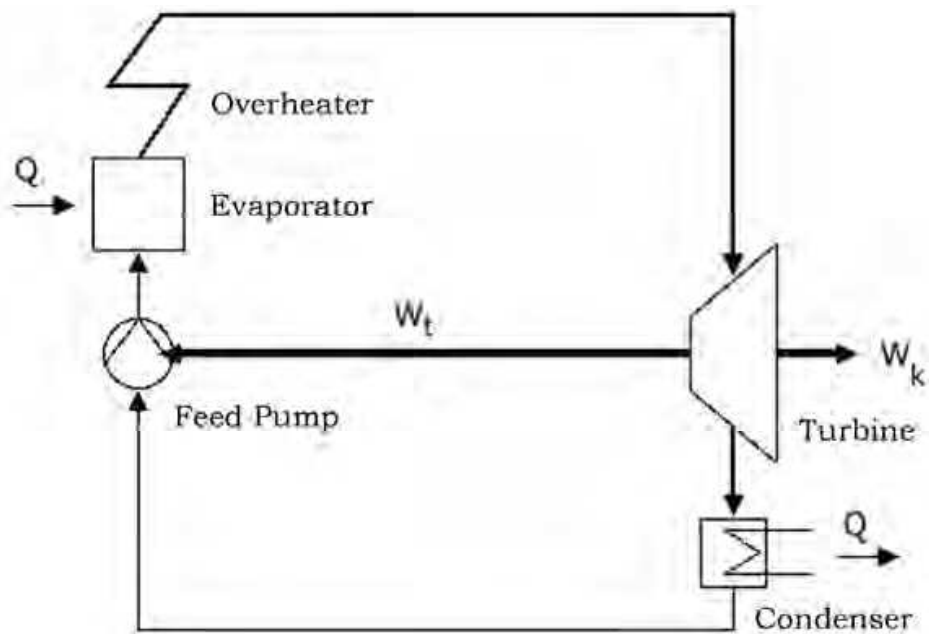 Overheater
Q
Evaporator
W_t
W_k
Feed Pump
Turbine
Q
Condenser